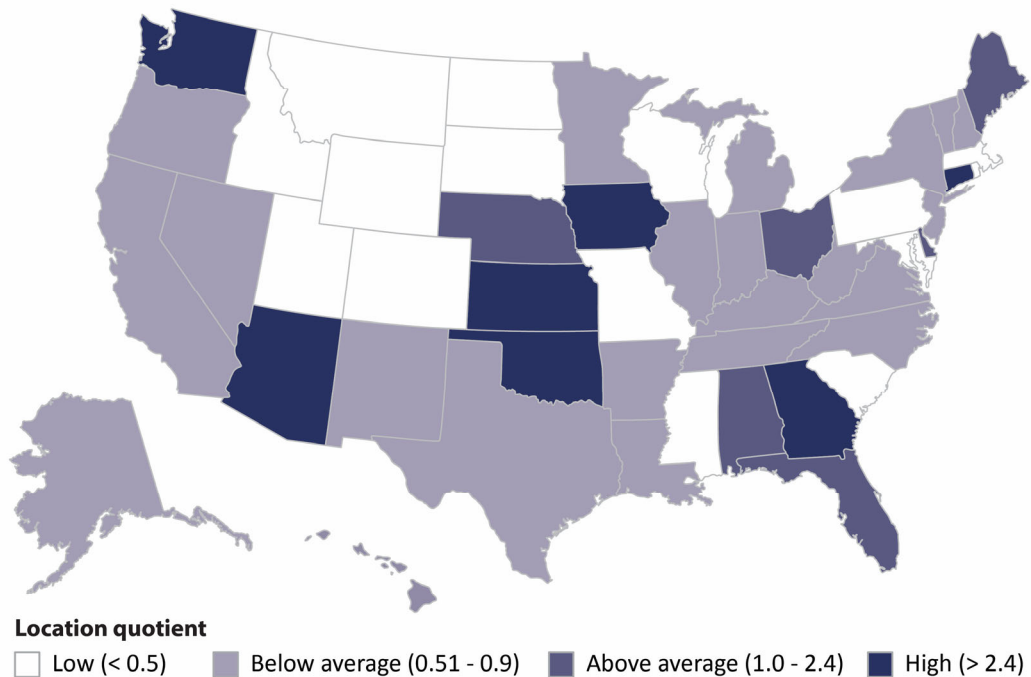 Location quotient
Low (< 0.5) Below average (0.51 - 0.9) Above average (1.0 - 2.4) High (> 2.4)